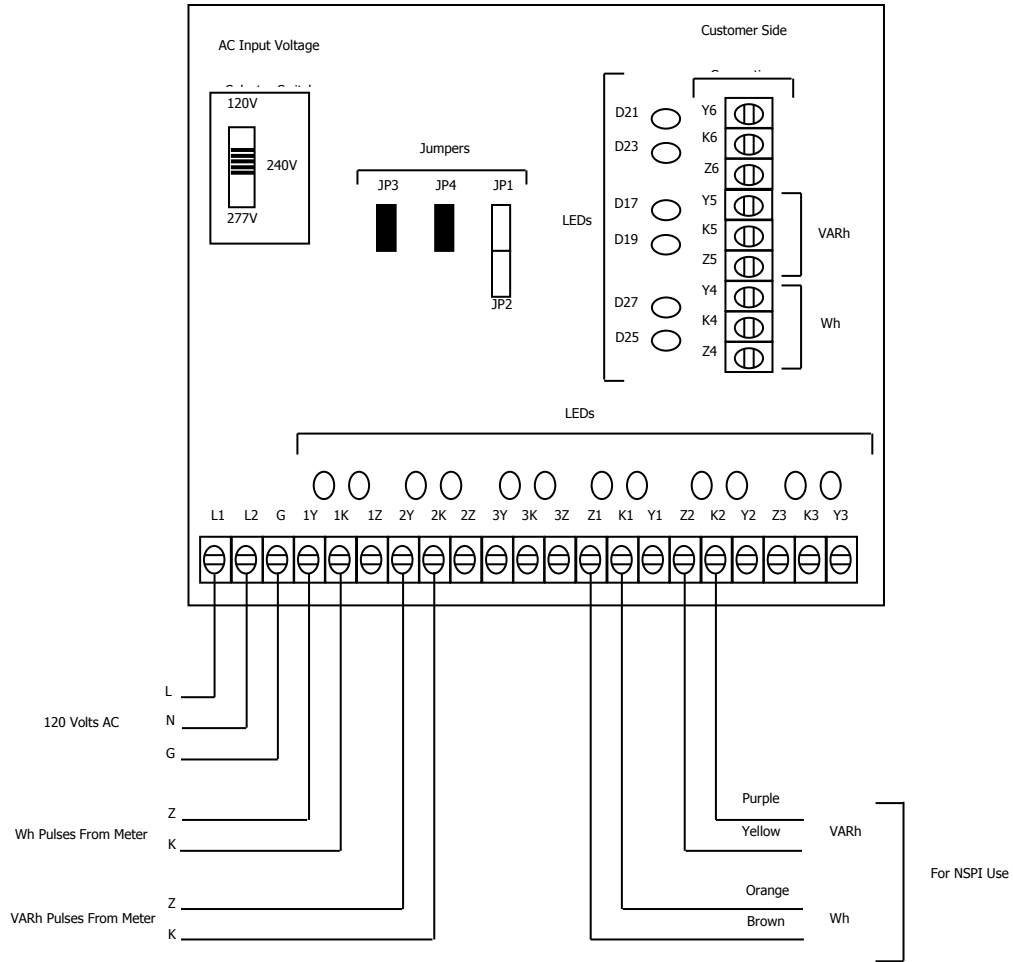 AC Input Voltage
120V
240V
277V
Jumpers
JP3 JP4 JP1
JP2
Customer Side
LEDs
D21
D23
D17
D19
D27
D25
Y6
K6
Z6
Y5
K5
Z5
Y4
K4
Z4
VARh
Wh
LEDs
L1 L2 G 1Y 1K 1Z 2Y 2K 2Z 3Y 3K 3Z Z1 K1 Y1 Z2 K2 Y2 Z3 K3 Y3
120 Volts AC
L
N
G
Wh Pulses From Meter
Z
K
VARh Pulses From Meter
Z
K
Purple
Yellow
VARh
Orange
Brown
Wh
For NSPI Use